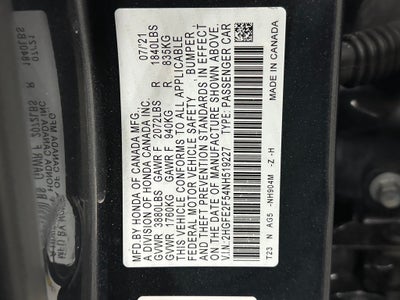 MFD.BY HONDA OF CANADA MFG. 07/'21
A DIVISION OF HONDA CANADA INC.
GVWR 3880LBS GAWR F 2072LBS R 1840LBS
GVWR 1760KG GAWR F 940KG R 835KG
THIS VEHICLE CONFORMS TO ALL APPLICABLE
FEDERAL MOTOR VEHICLE SAFETY, BUMPER,
AND THEFT PREVENTION STANDARDS IN EFFECT
ON THE DATE OF MANUFACTURE SHOWN ABOVE.
V.I.N:2HGFE2F54NH519227 TYPE:PASSENGER CAR
T23 N AG5 -NH904M -Z -H
MADE IN CANADA